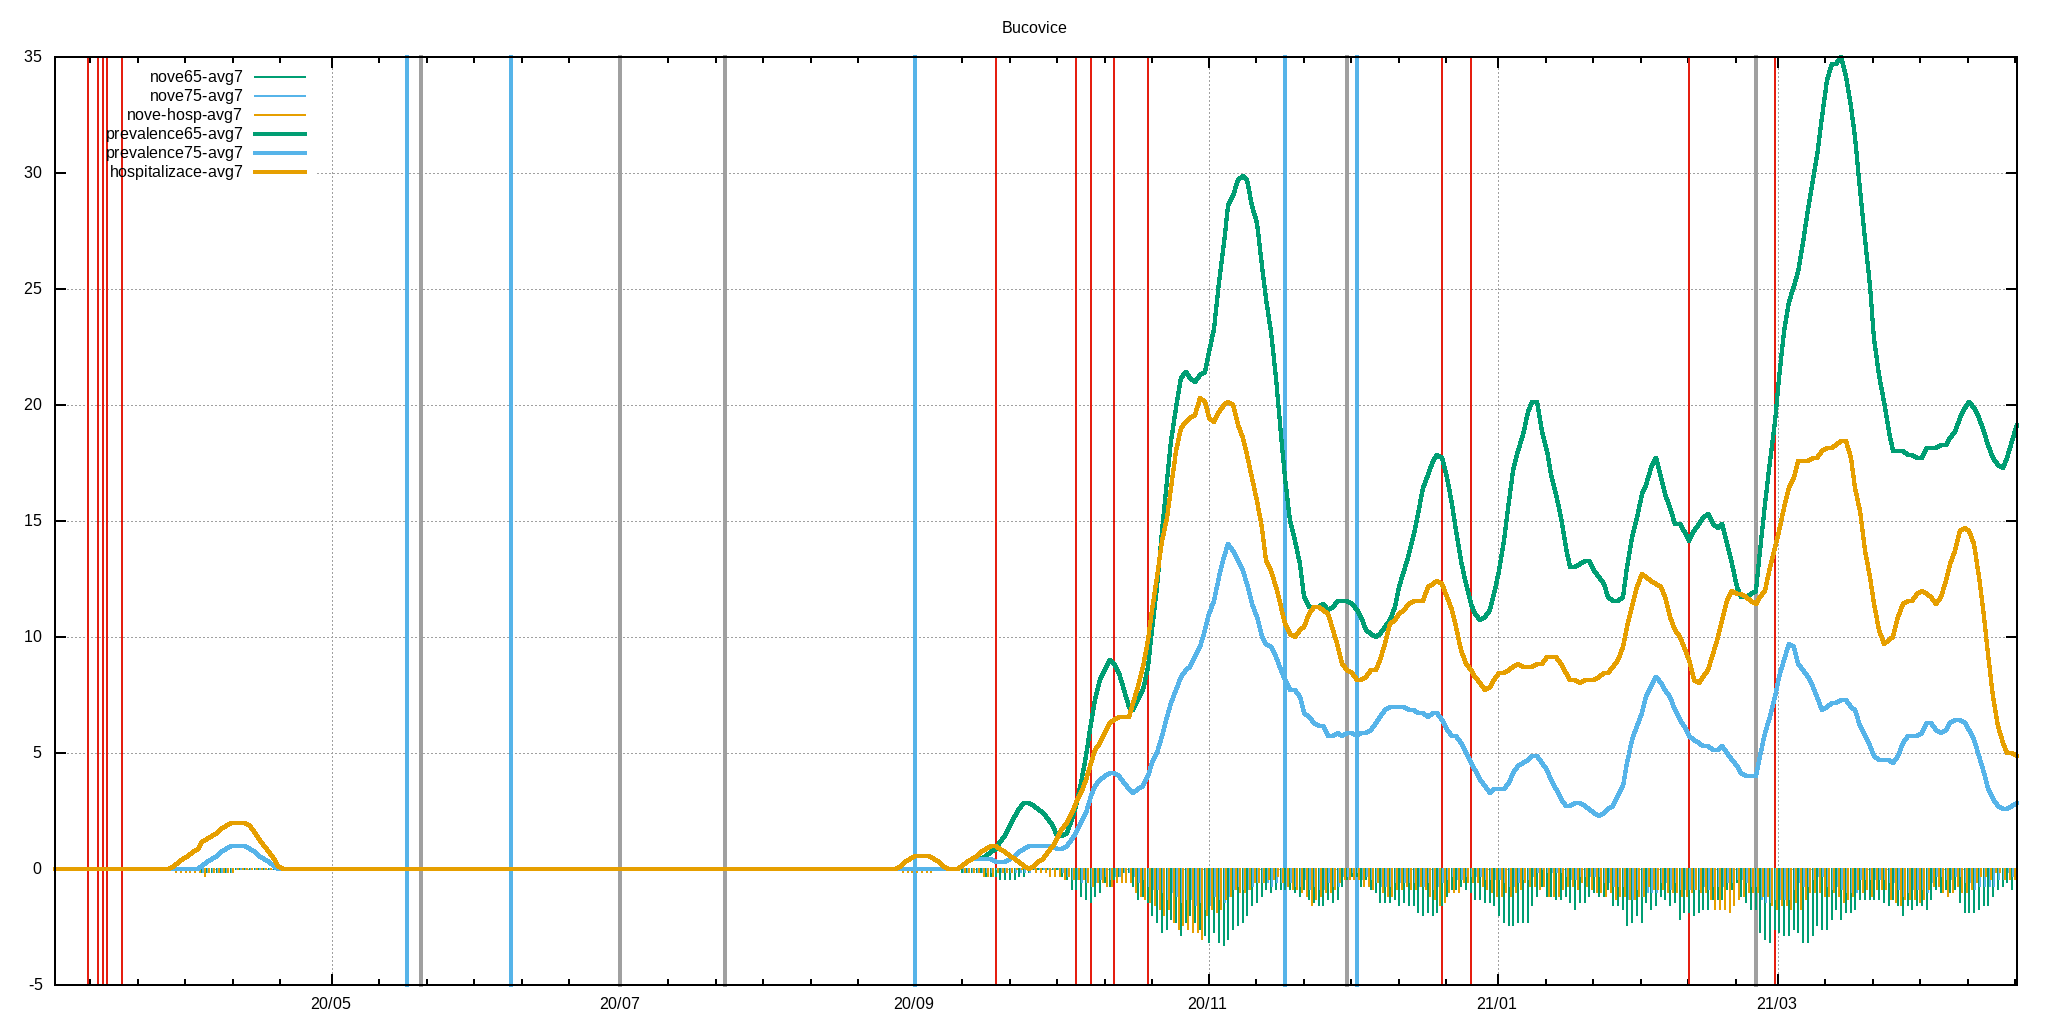 Bucovice
35
30
25
20
15
10
5
0
-5
nove65-avg7
nove75-avg7
nove-hosp-avg7
prevalence65-avg7
prevalence75-avg7
hospitalizace-avg7
20/05 20/07 20/09 20/11 21/01 21/03